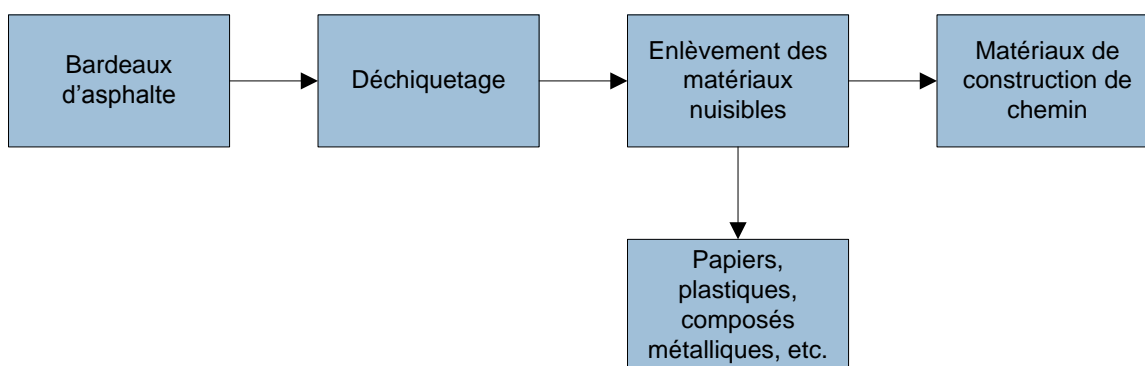 Bardeaux
d’asphalte
Déchiquetage
Enlèvement des
matériaux
nuisibles
Matériaux de
construction de
chemin
Papiers,
plastiques,
composés
métalliques, etc.